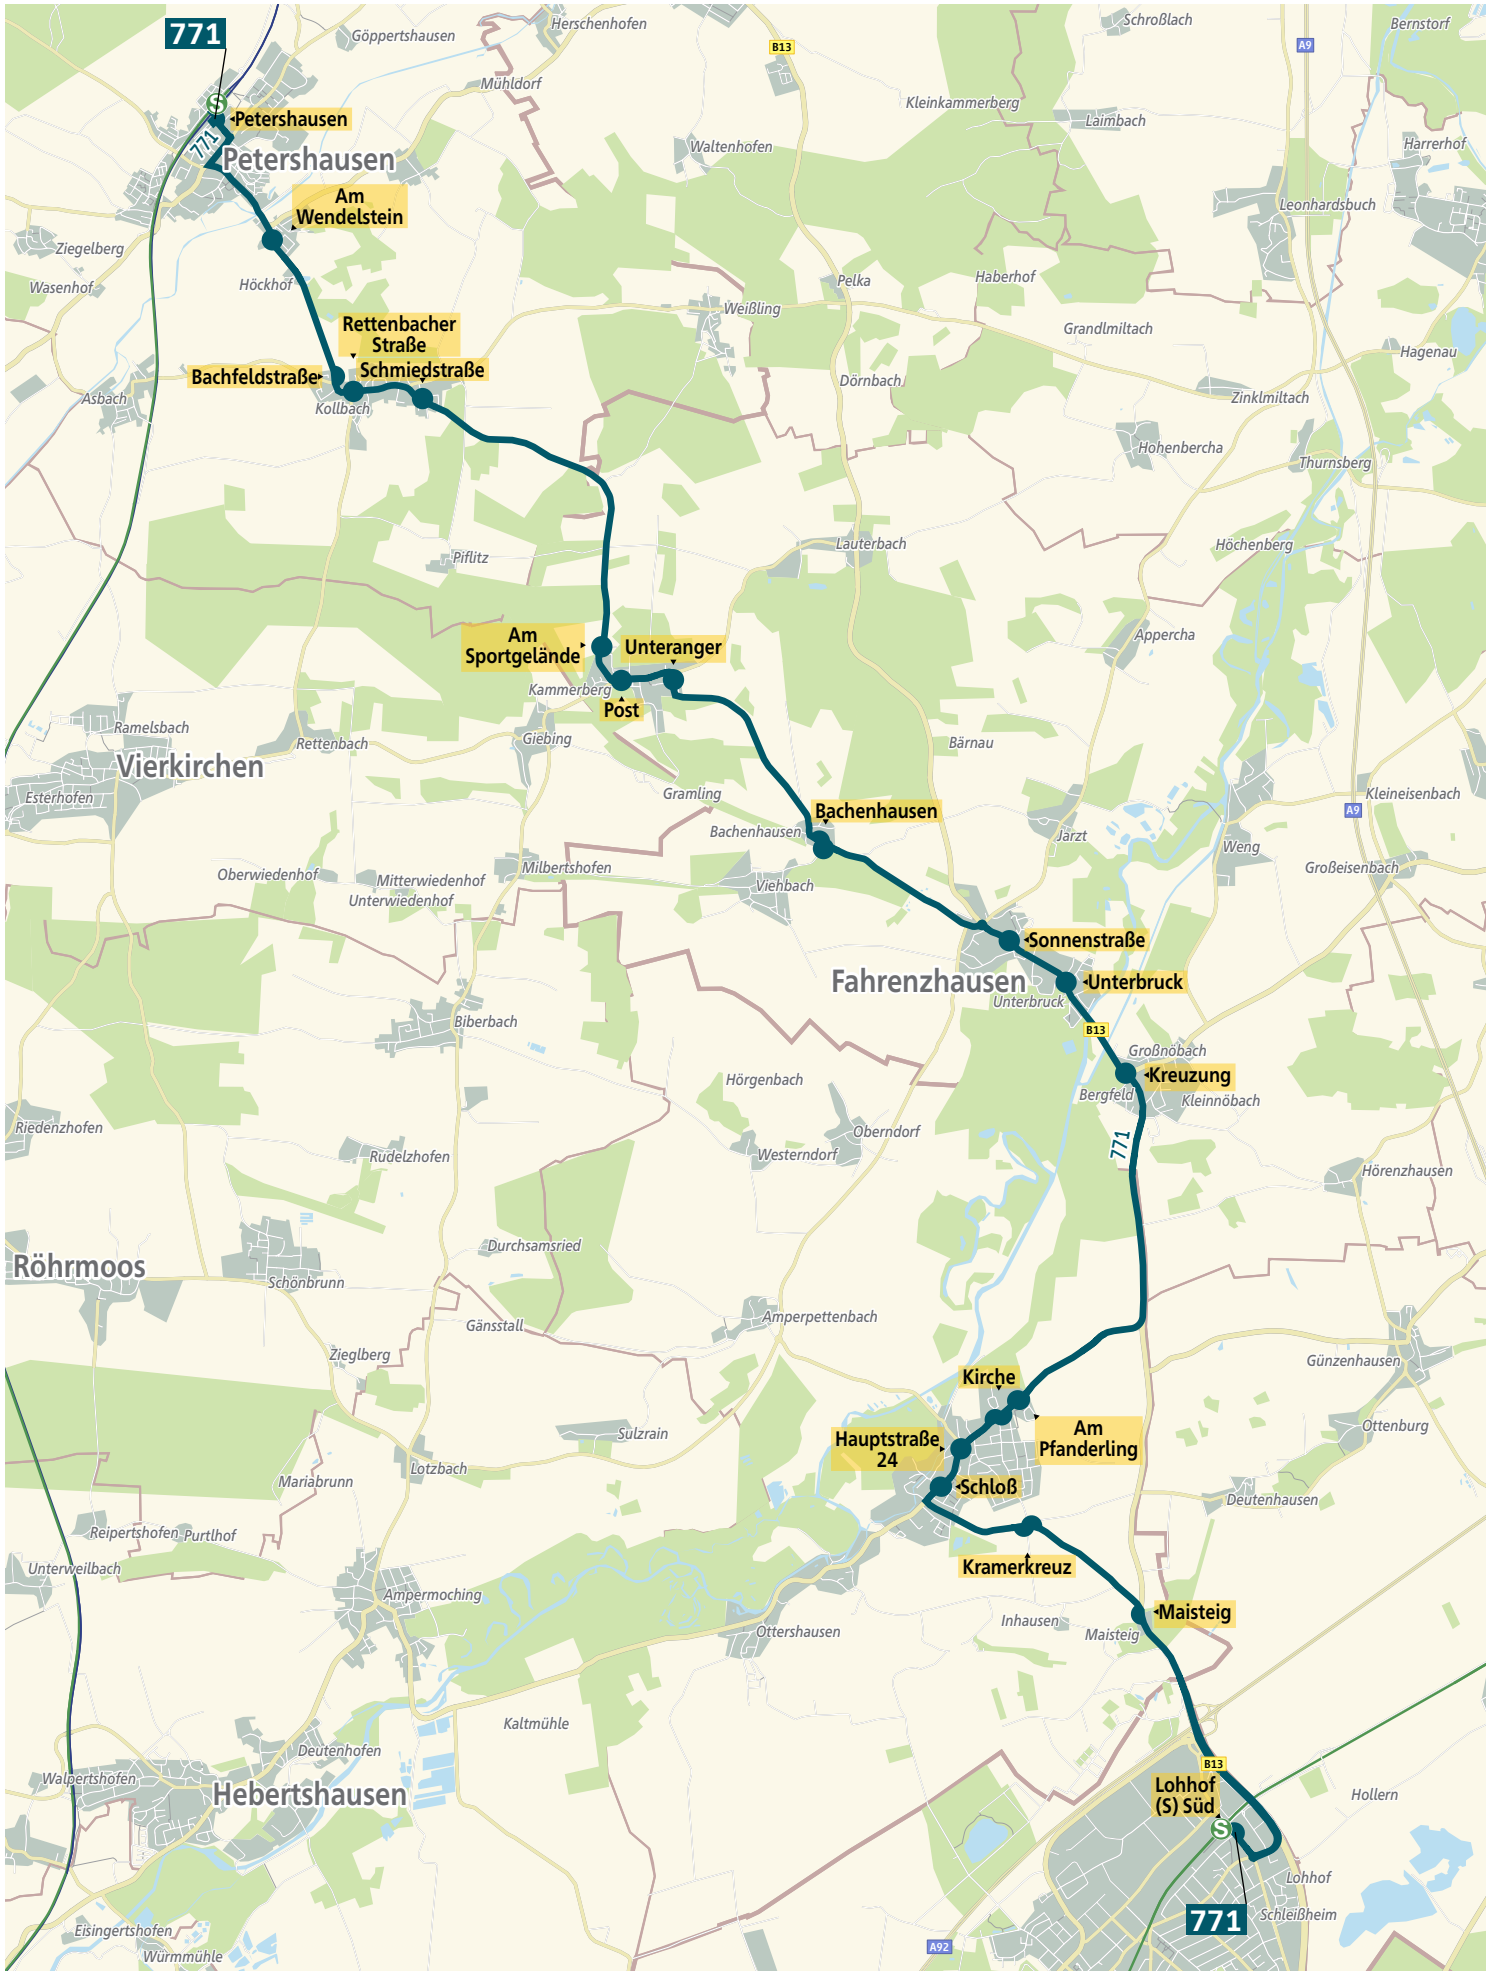 771
Göppertshausen
Herschenhofen
B13
Schroßlach
A9
Bernstorf
Mühldorf
Kleinkammerberg
Laimbach
Petershausen
771
Petershausen
Waltenhofen
Harrerhof
Am
Wendelstein
Leonhardsbuch
Ziegelberg
Wasenhof
Höckhof
Pelka
Haberhof
Weißling
Rettenbacher
Straße
Grandlmiltach
Hagenau
Bachfeldstraße
Schmiedstraße
Dörnbach
Asbach
Kollbach
Zinklmiltach
Hohenbercha
Thurnsberg
Piflitz
Lauterbach
Höchenberg
Am
Sportgelände
Unteranger
Appercha
Kammerberg
Post
Ramelsbach
Rettenbach
Giebing
Bärnau
Vierkirchen
Esterhofen
Gramling
Kleineisenbach
Bachenhausen
A9
Bachenhausen
Jarzt
Weng
Oberwiedenhof
Mitterwiedenhof
Unterwiedenhof
Milbertshofen
Viehbach
Großeisenbach
Sonnenstraße
Fahrenzhausen
Unterbruck
Unterbruck
Biberbach
B13
Großnöbach
Kreuzung
Hörgenbach
Bergfeld
Kleinnöbach
Riedenzhofen
Oberndorf
771
Rudelzhofen
Westerndorf
Hörenzhausen
Durchsamsried
Röhrmoos
Schönbrunn
Gänsstall
Amperpettenbach
Zieglberg
Günzenhausen
Kirche
Sulzrain
Hauptstraße
24
Am
Pfanderling
Ottenburg
Lotzbach
Mariabrunn
Schloß
Deutenhausen
Reipertshofen
Purtlhof
Unterweilbach
Kramerkreuz
Ampermoching
Maisteig
Inhausen
Maisteig
Ottershausen
Kaltmühle
Deutenhofen
B13
Walpertshofen
Hebertshausen
Lohhof
(S) Süd
Hollern
S
S
Lohhof
Schleißheim
771
Eisingertshofen
Würmmühle
A92